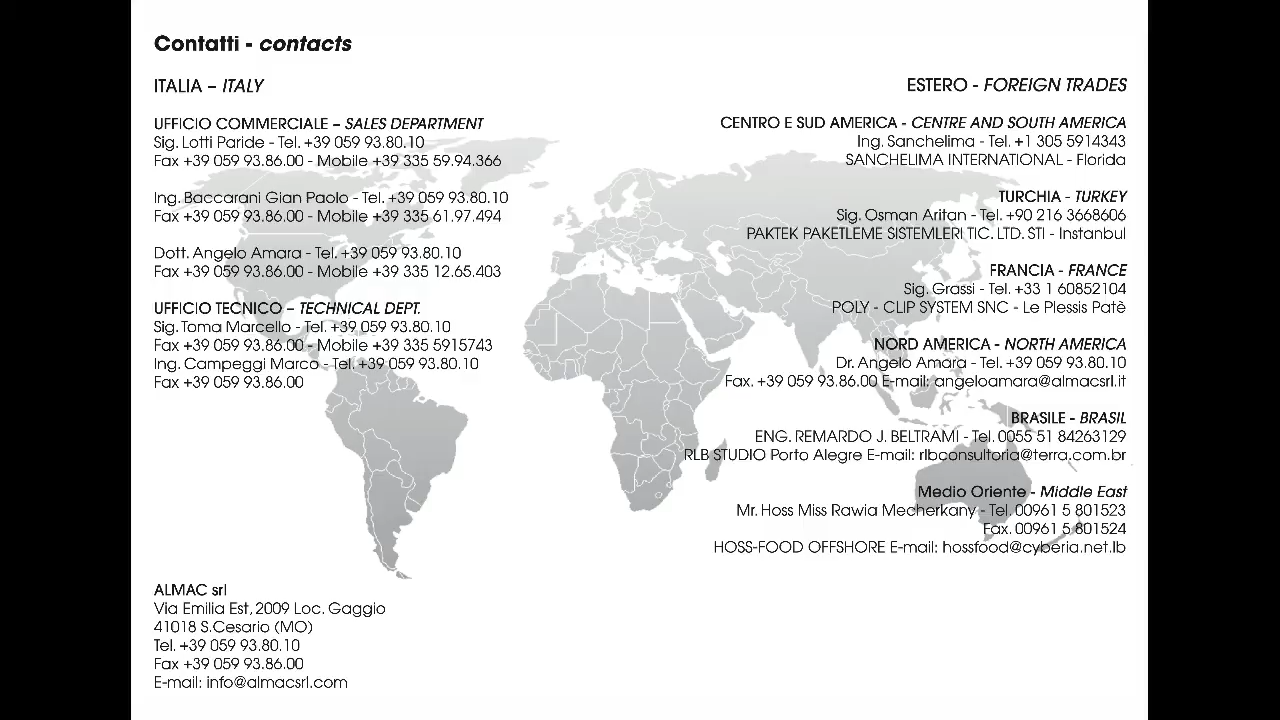 Contatti - contacts
ITALIA – ITALY
UFFICIO COMMERCIALE – SALES DEPARTMENT
Sig. Lotti Paride - Tel. +39 059 93.80.10
Fax +39 059 93.86.00 - Mobile +39 335 59.94.366
Ing. Baccarani Gian Paolo - Tel. +39 059 93.80.10
Fax +39 059 93.86.00 - Mobile +39 335 61.97.494
Dott. Angelo Amara - Tel. +39 059 93.80.10
Fax +39 059 93.86.00 - Mobile +39 335 12.65.403
UFFICIO TECNICO – TECHNICAL DEPT.
Sig. Toma Marcello - Tel. +39 059 93.80.10
Fax +39 059 93.86.00 - Mobile +39 335 5915743
Ing. Campeggi Marco - Tel. +39 059 93.80.10
Fax +39 059 93.86.00
ALMAC srl
Via Emilia Est, 2009 Loc. Gaggio
41018 S.Cesario (MO)
Tel. +39 059 93.80.10
Fax +39 059 93.86.00
E-mail: info@almacsrl.com
ESTERO - FOREIGN TRADES
CENTRO E SUD AMERICA - CENTRE AND SOUTH AMERICA
Ing. Sanchelima - Tel. +1 305 5914343
SANCHELIMA INTERNATIONAL - Florida
TURCHIA - TURKEY
Sig. Osman Aritan - Tel. +90 216 3668606
PAKTEK PAKETLEME SISTEMLERI TIC. LTD. STI - Instanbul
FRANCIA - FRANCE
Sig. Grassi - Tel. +33 1 60852104
POLY - CLIP SYSTEM SNC - Le Plessis Patè
NORD AMERICA - NORTH AMERICA
Dr. Angelo Amara - Tel. +39 059 93.80.10
Fax. +39 059 93.86.00 E-mail: angeloamara@almacsrl.it
BRASILE - BRASIL
ENG. REMARDO J. BELTRAMI - Tel. 0055 51 84263129
RLB STUDIO Porto Alegre E-mail: rlbconsultoria@terra.com.br
Medio Oriente - Middle East
Mr. Hoss Miss Rawia Mecherkany - Tel. 00961 5 801523
Fax. 00961 5 801524
HOSS-FOOD OFFSHORE E-mail: hossfood@cyberia.net.lb